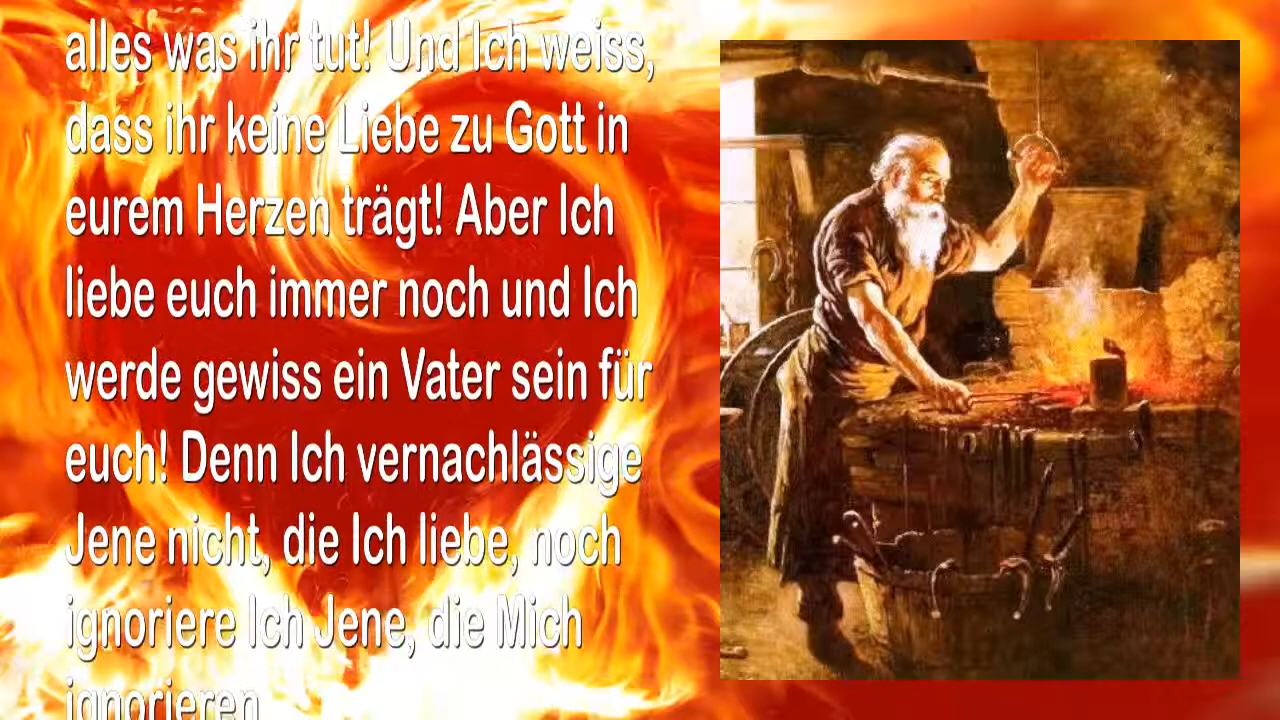 alles was ihr tut! Und Ich weiss,
dass ihr keine Liebe zu Gott in
eurem Herzen trägt! Aber Ich
liebe euch immer noch und Ich
werde gewiss ein Vater sein für
euch! Denn Ich vernachlässige
Jene nicht, die Ich liebe, noch
ignoriere Ich Jene, die Mich
ignorieren